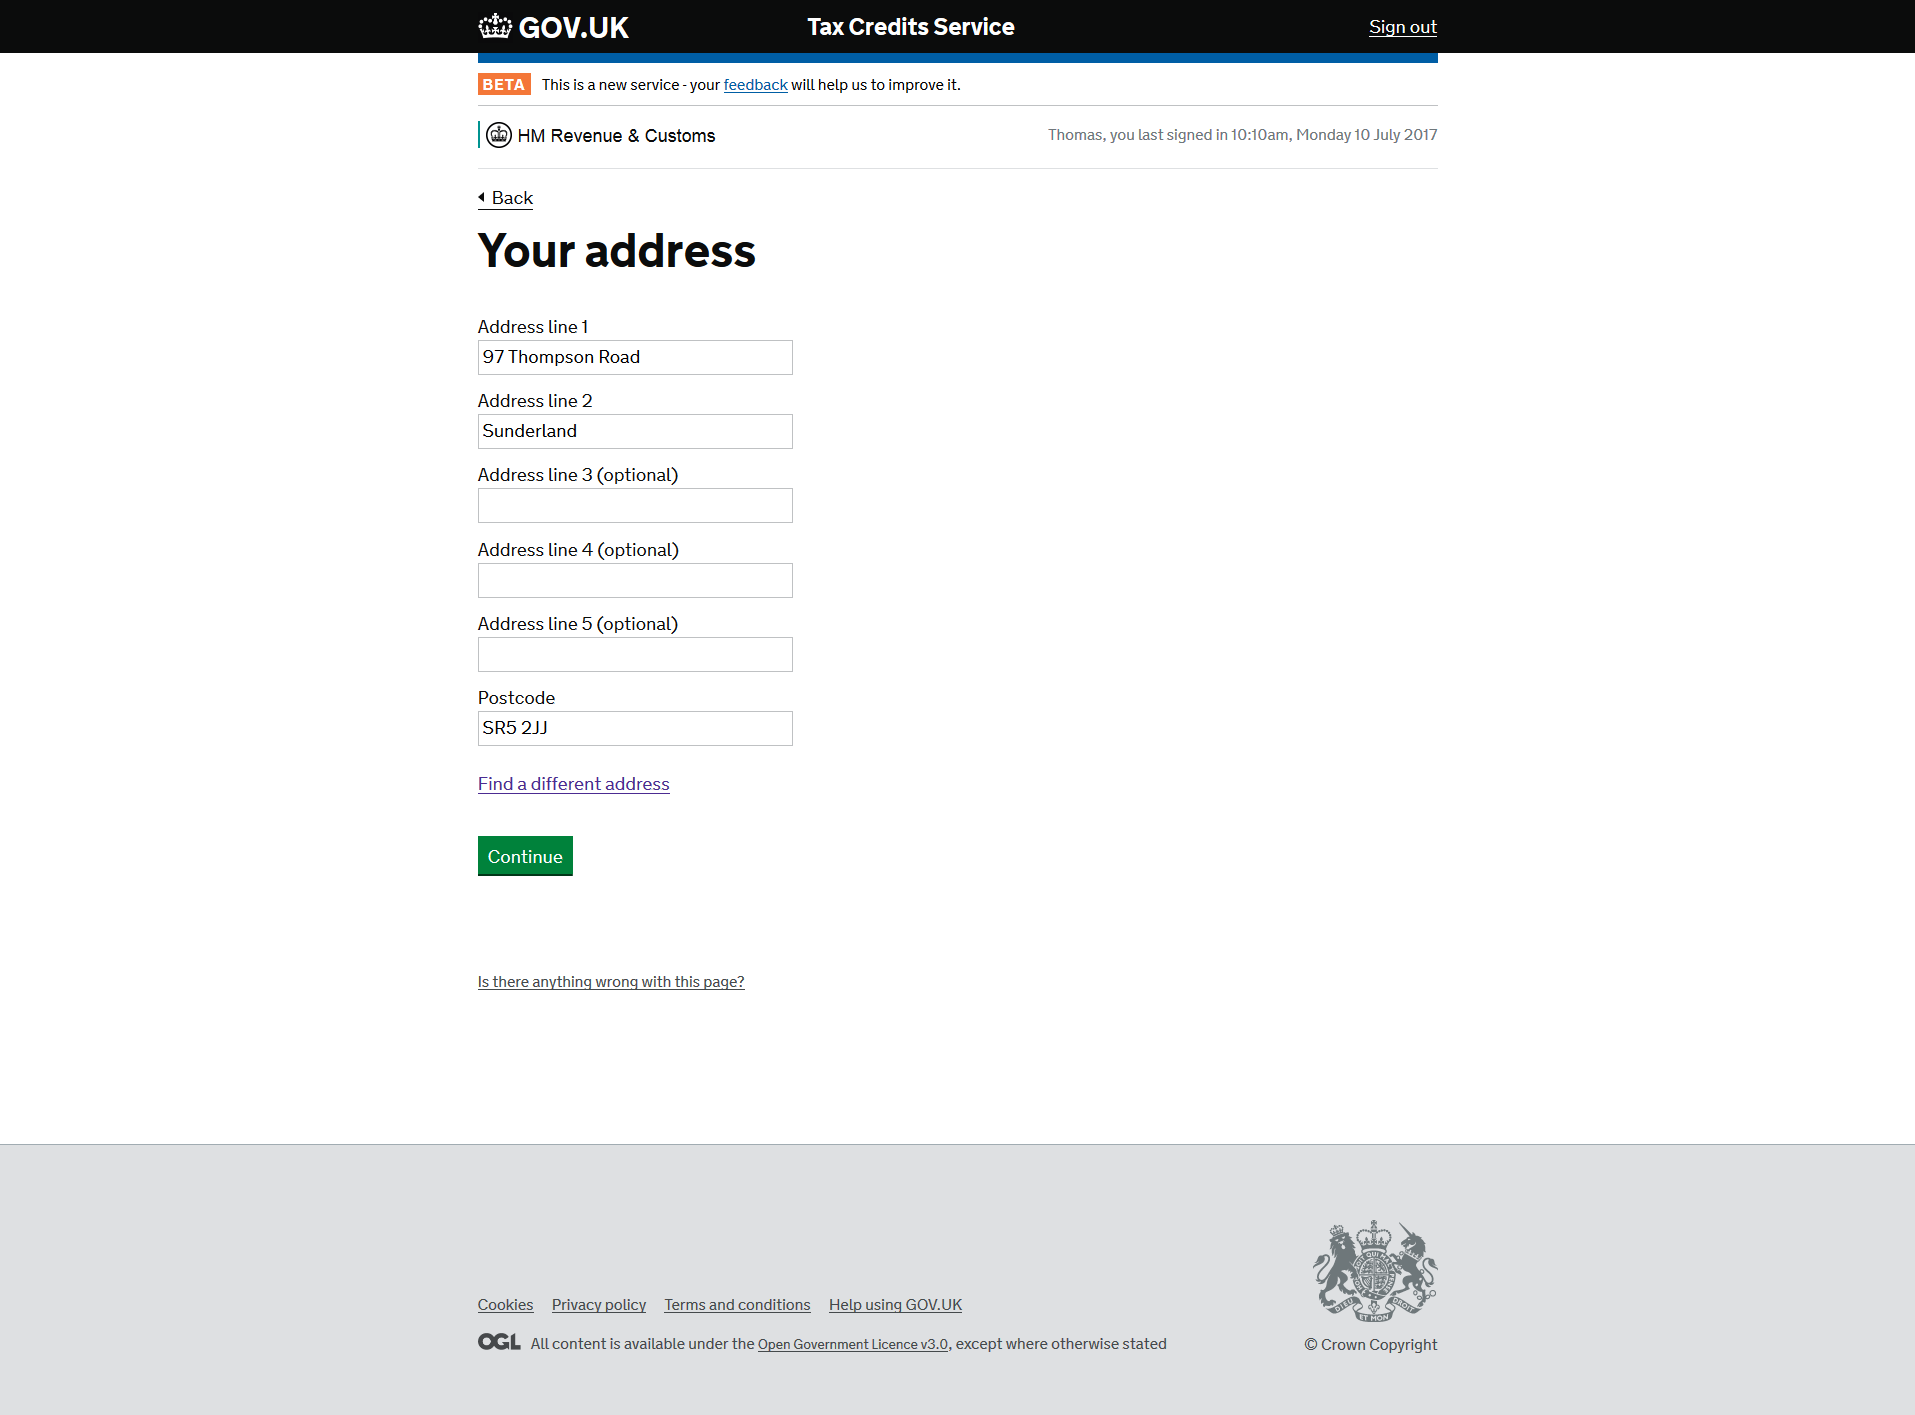 GOV.UK
Tax Credits Service
Sign out
BETA This is a new service - your feedback will help us to improve it.
HM Revenue & Customs
Thomas, you last signed in 10:10am, Monday 10 July 2017
Back
Your address
Address line 1
97 Thompson Road
Address line 2
Sunderland
Address line 3 (optional)
Address line 4 (optional)
Address line 5 (optional)
Postcode
SR5 2JJ
Find a different address
Continue
Is there anything wrong with this page?
Cookies Privacy policy Terms and conditions Help using GOV.UK
OGL All content is available under the Open Government Licence v3.0, except where otherwise stated
DIEU ET MON DROIT
© Crown Copyright